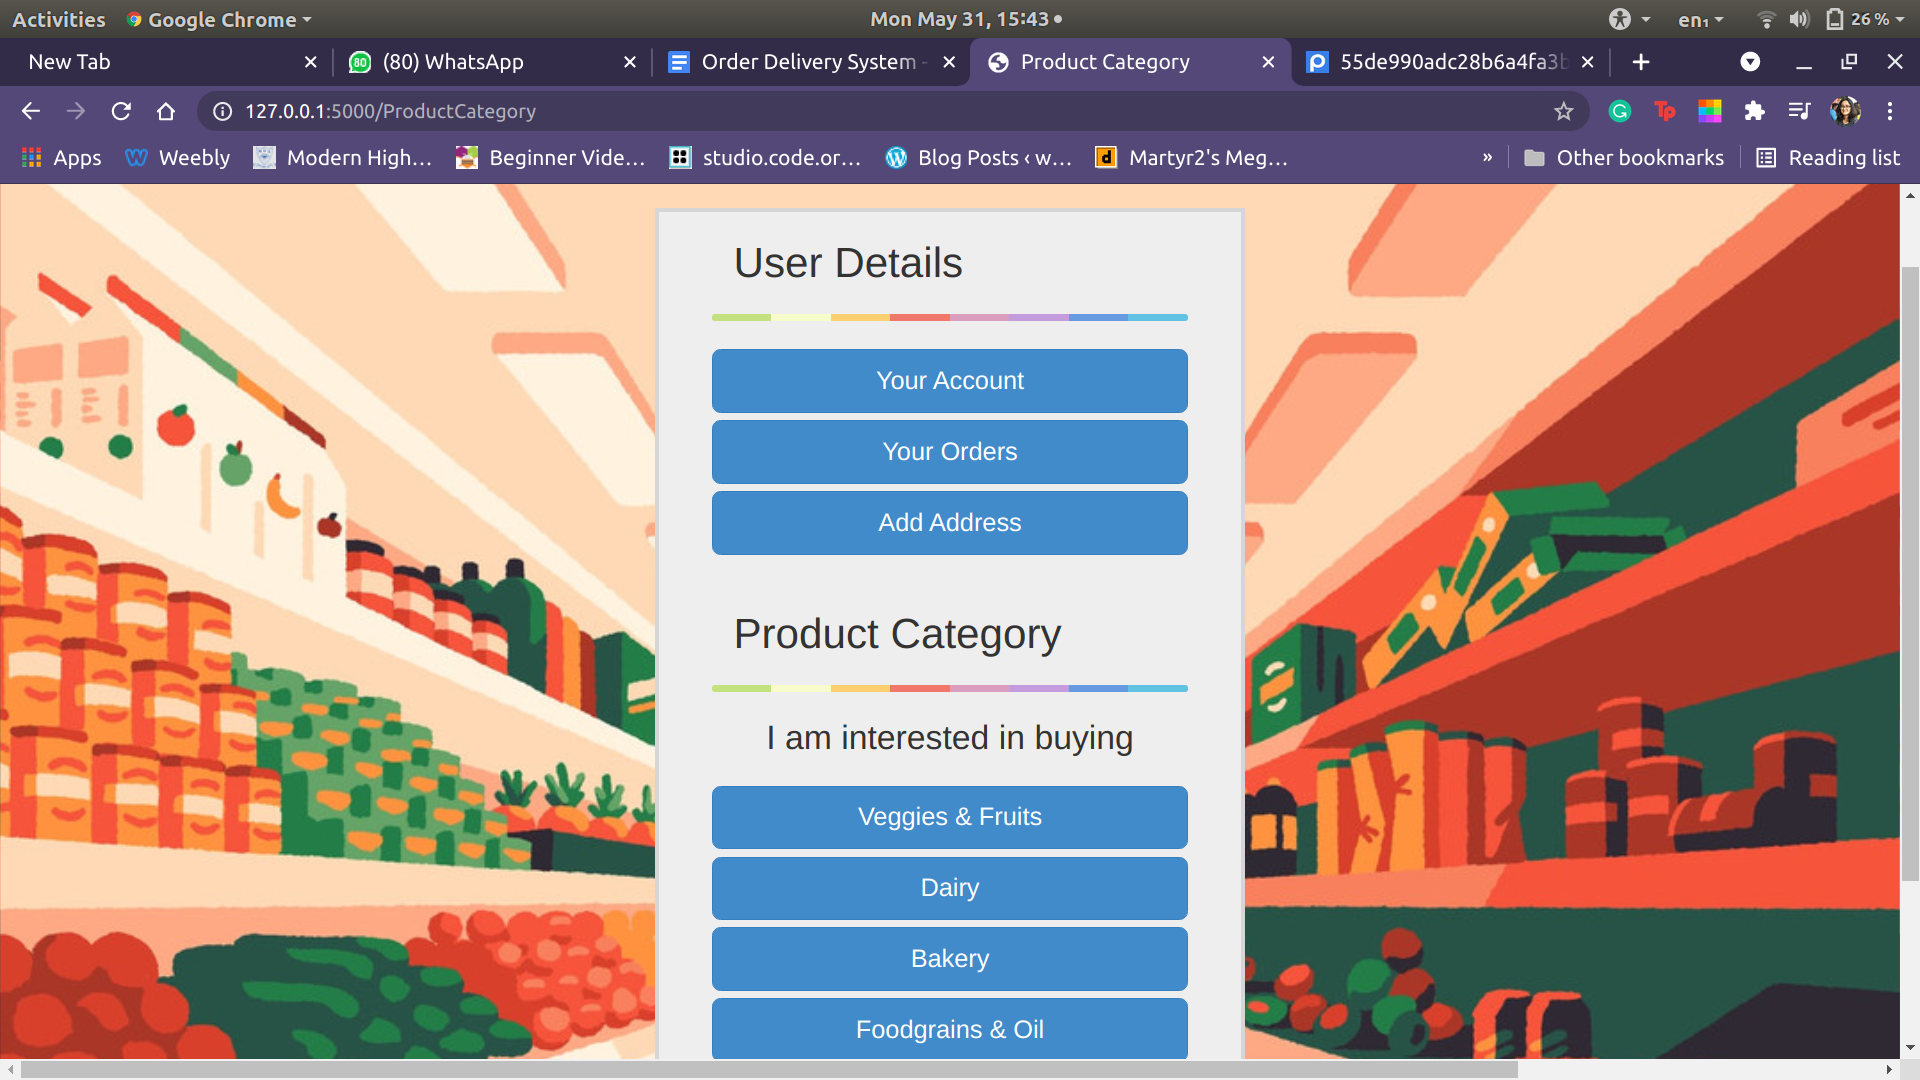 Activities Google Chrome Mon May 31, 15:43 en₁ 26 %
New Tab (80) WhatsApp Order Delivery System - Product Category 55de990adc28b6a4fa3b
127.0.0.1:5000/ProductCategory
Apps Weebly Modern High... Beginner Vide... studio.code.or... Blog Posts ‹ w... Martyr2's Meg... » Other bookmarks Reading list
User Details
Your Account
Your Orders
Add Address
Product Category
I am interested in buying
Veggies & Fruits
Dairy
Bakery
Foodgrains & Oil